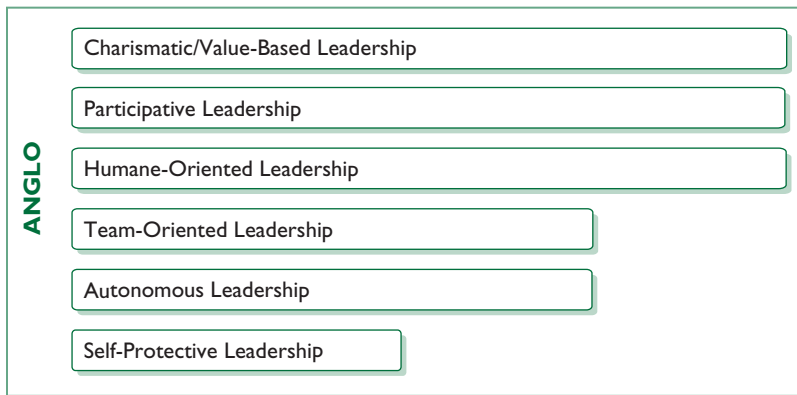 ANGLO
Charismatic/Value-Based Leadership
Participative Leadership
Humane-Oriented Leadership
Team-Oriented Leadership
Autonomous Leadership
Self-Protective Leadership